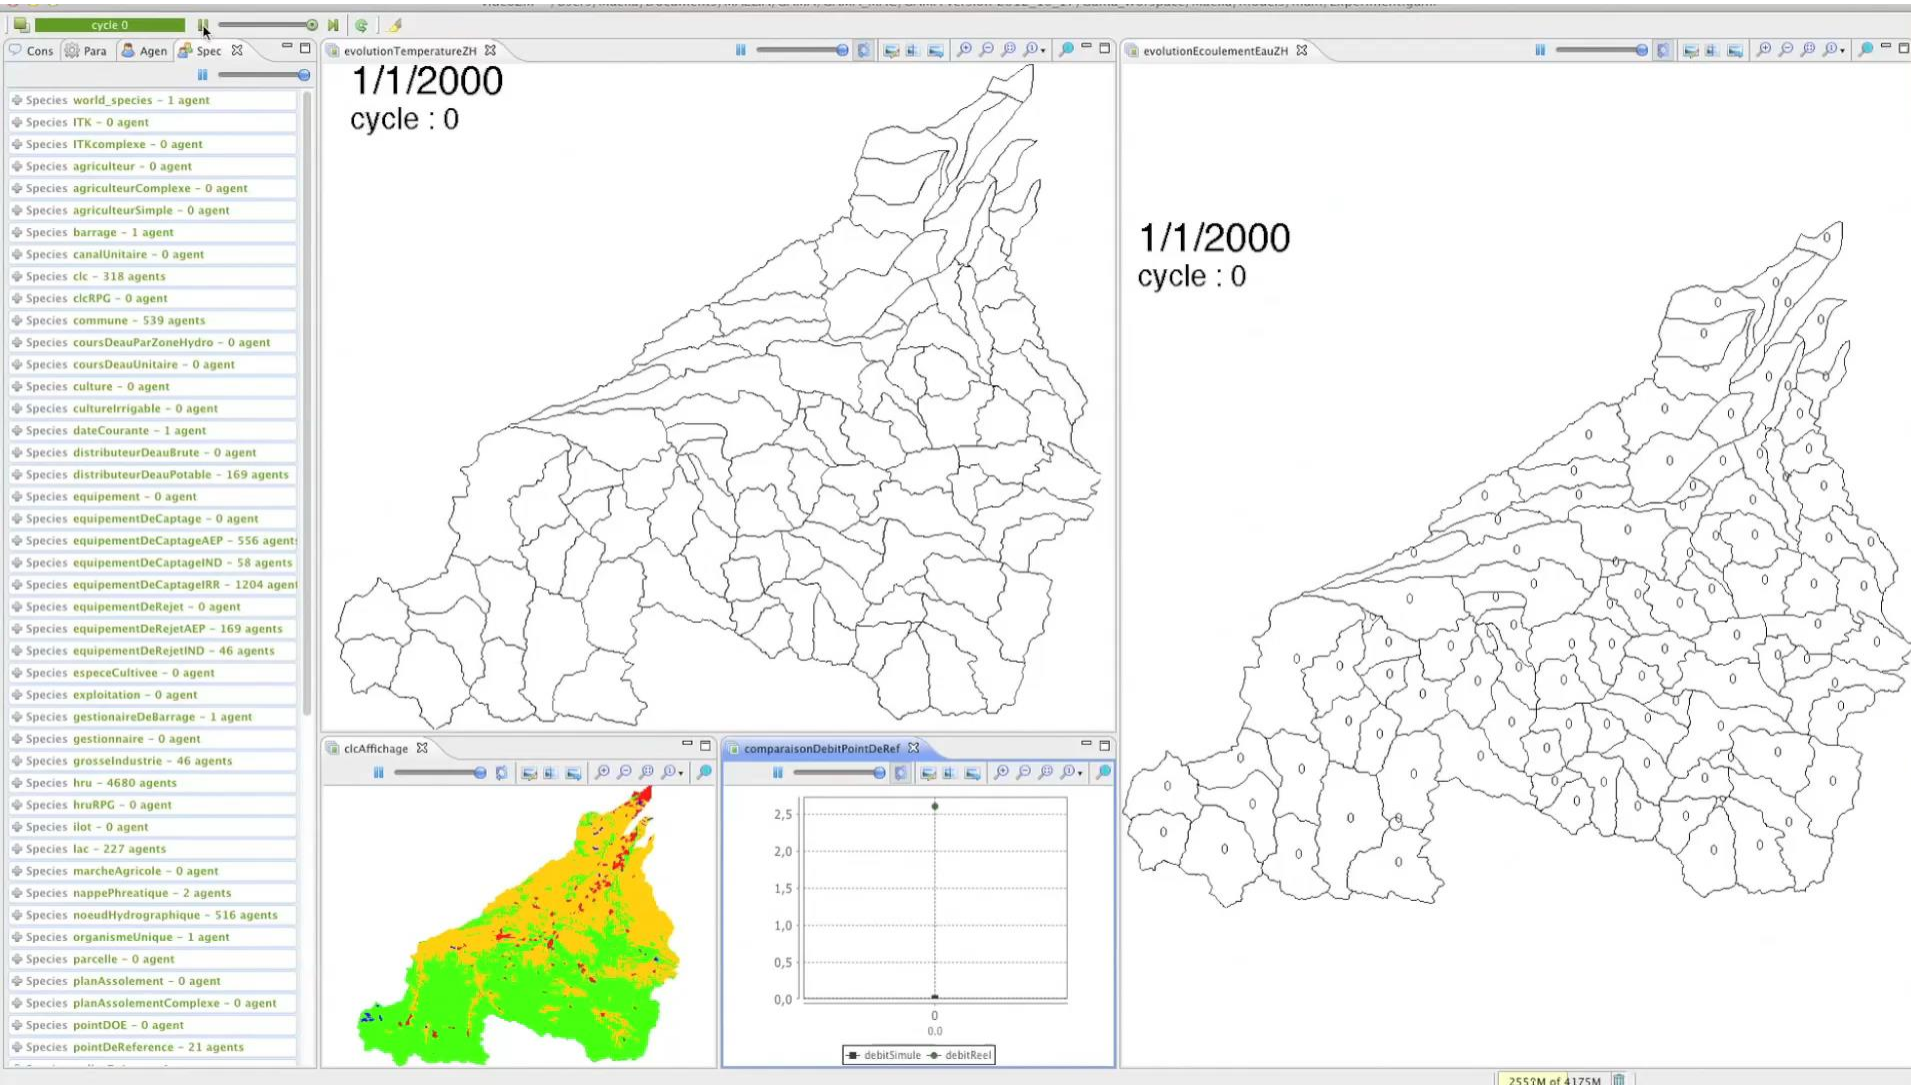 cycle 0
Cons
Para
Agen
Spec
Species world_species - 1 agent
Species ITK - 0 agent
Species ITKcomplexe - 0 agent
Species agriculteur - 0 agent
Species agriculteurComplexe - 0 agent
Species agriculteurSimple - 0 agent
Species barrage - 1 agent
Species canalUnitaire - 0 agent
Species clc - 318 agents
Species clcRPG - 0 agent
Species commune - 539 agents
Species coursDeauParZoneHydro - 0 agent
Species coursDeauUnitaire - 0 agent
Species culture - 0 agent
Species cultureIrrigable - 0 agent
Species dateCourante - 1 agent
Species distributeurDeauBrute - 0 agent
Species distributeurDeauPotable - 169 agents
Species equipement - 0 agent
Species equipementDeCaptage - 0 agent
Species equipementDeCaptageAEP - 556 agents
Species equipementDeCaptageIND - 58 agents
Species equipementDeCaptageIRR - 1204 agent
Species equipementDeRejet - 0 agent
Species equipementDeRejetAEP - 169 agents
Species equipementDeRejetIND - 46 agents
Species especeCultivee - 0 agent
Species exploitation - 0 agent
Species gestionaireDeBarrage - 1 agent
Species gestionnaire - 0 agent
Species grosseIndustrie - 46 agents
Species hru - 4680 agents
Species hruRPG - 0 agent
Species ilot - 0 agent
Species lac - 227 agents
Species marcheAgricole - 0 agent
Species nappePhreatique - 2 agents
Species noeudHydrographique - 516 agents
Species organismeUnique - 1 agent
Species parcelle - 0 agent
Species planAssolement - 0 agent
Species planAssolementComplexe - 0 agent
Species pointDOE - 0 agent
Species pointDeReference - 21 agents
evolutionTemperatureZH
1/1/2000
cycle : 0
clcAffichage
comparaisonDebitPointDeRef
2,5
2,0
1,5
1,0
0,5
0,0
0
0.0
debitSimule debitReel
evolutionEcoulementEauZH
1/1/2000
cycle : 0